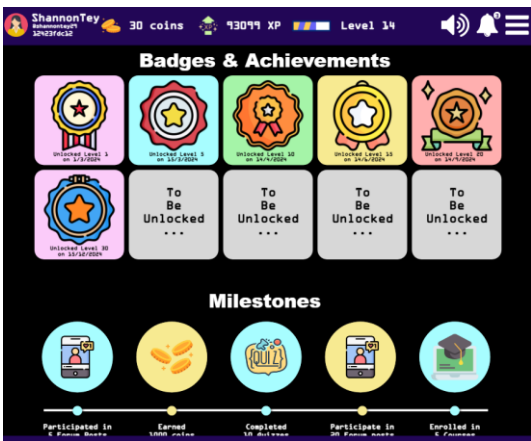 ShannonTey
@shannontey29
12423fdc12
30 coins
93099 XP
Level 14
Badges & Achievements
Unlocked Level 1
on 1/3/2024
Unlocked Level 5
on 15/3/2024
Unlocked Level 10
on 14/4/2024
Unlocked Level 15
on 14/6/2024
Unlocked Level 20
on 14/9/2024
Unlocked Level 30
on 15/12/2024
To
Be
Unlocked
...
To
Be
Unlocked
...
To
Be
Unlocked
...
To
Be
Unlocked
...
Milestones
QUIZ
Participated in
5 Forum Posts
Earned
1000 coins
Completed
10 quizzes
Participate in
20 Forum posts
Enrolled in
5 Courses